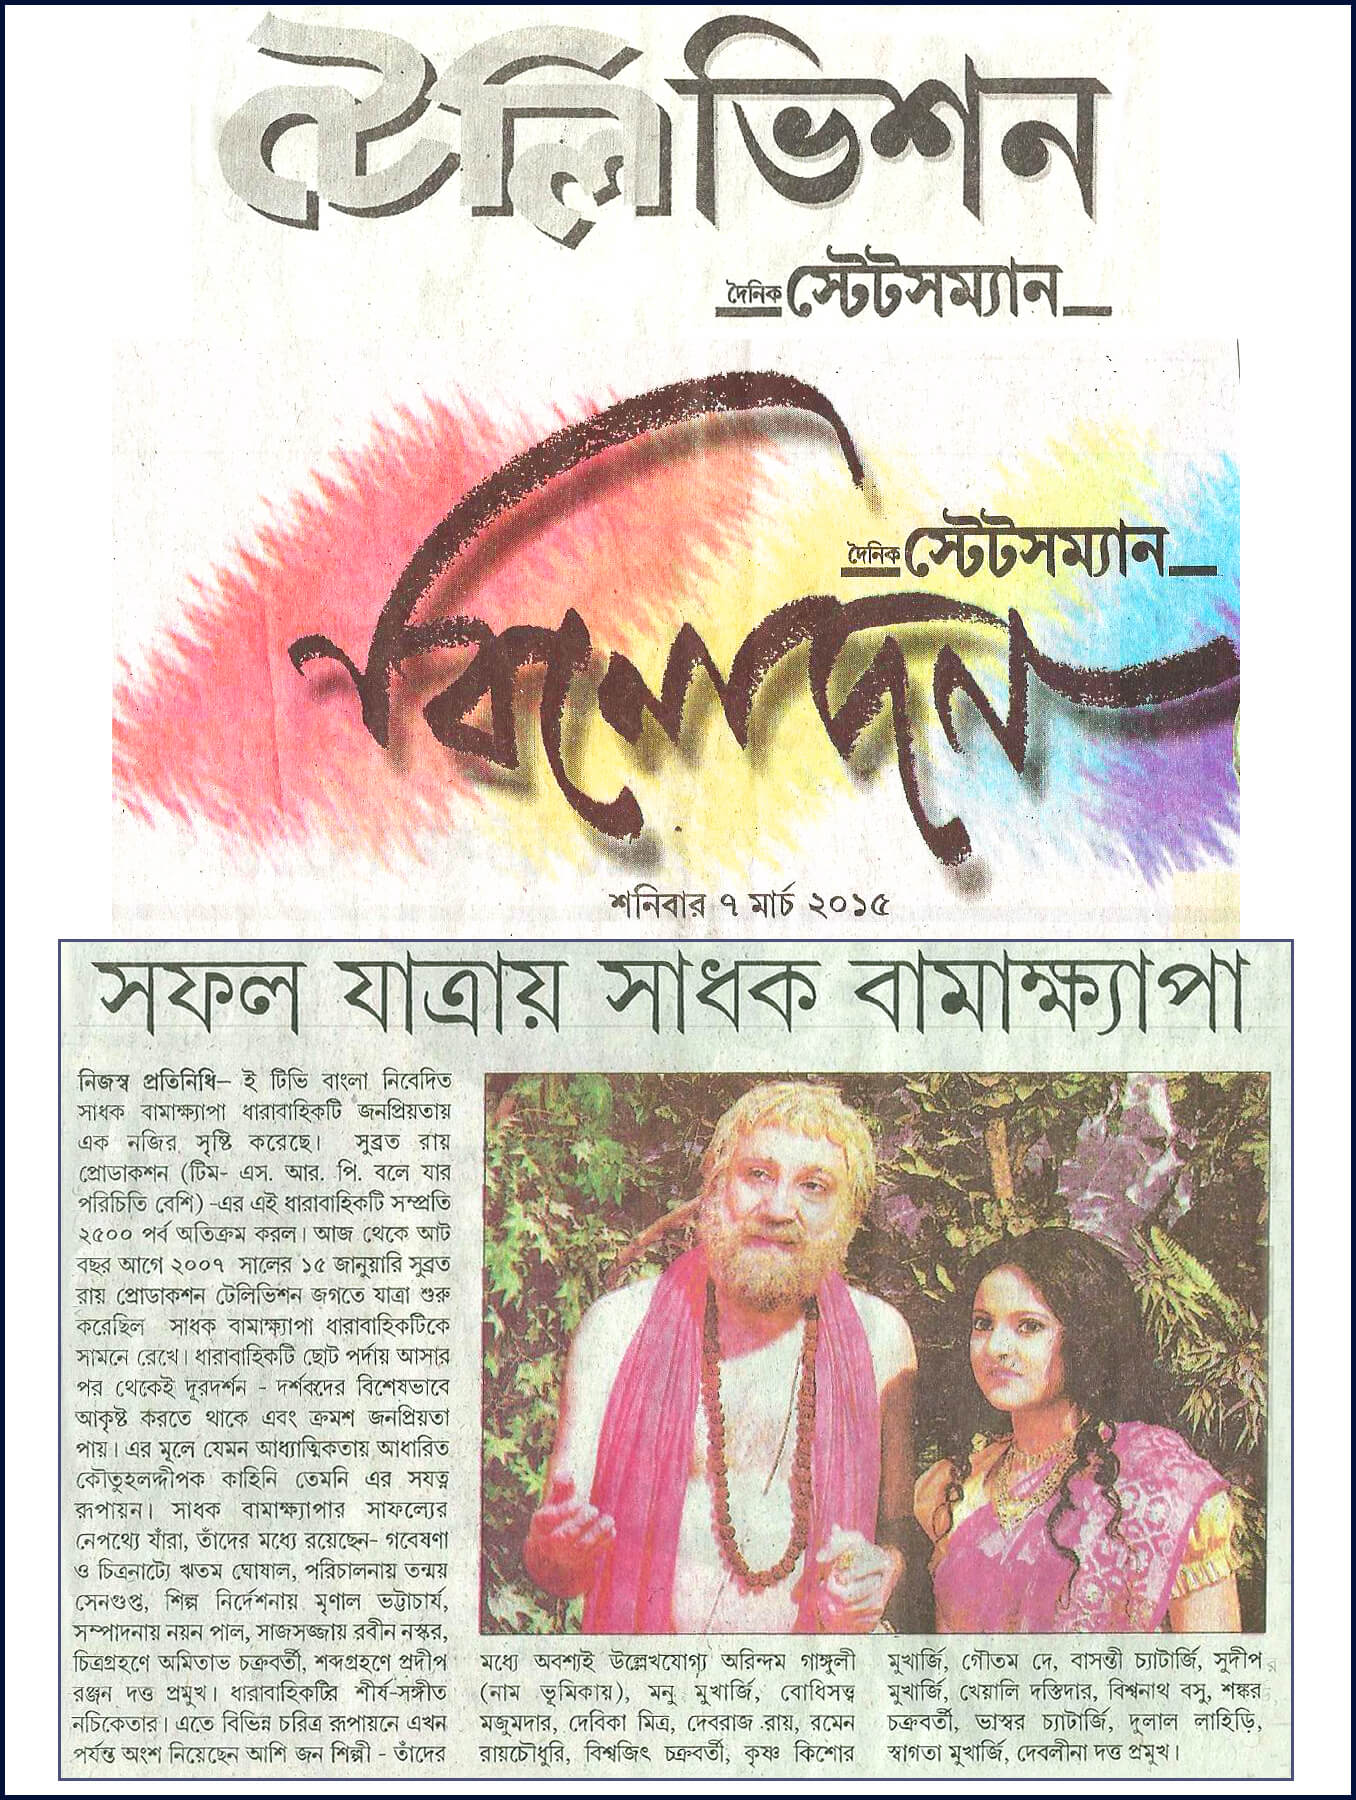 টেলিভিশন
দৈনিক স্টেটসম্যান
দৈনিক স্টেটসম্যান
বিনোদন
শনিবার ৭ মার্চ ২০১৫
সফল যাত্রায় সাধক বামাক্ষ্যাপা
নিজস্ব প্রতিনিধি– ই টিভি বাংলা নিবেদিত
সাধক বামাক্ষ্যাপা ধারাবাহিকটি জনপ্রিয়তায়
এক নজির সৃষ্টি করেছে। সুব্রত রায়
প্রোডাকশন (টিম- এস. আর. পি. বলে যার
পরিচিতি বেশি) -এর এই ধারাবাহিকটি সম্প্রতি
২৫০০ পর্ব অতিক্রম করল। আজ থেকে আট
বছর আগে ২০০৭ সালের ১৫ জানুয়ারি সুব্রত
রায় প্রোডাকশন টেলিভিশন জগতে যাত্রা শুরু
করেছিল সাধক বামাক্ষ্যাপা ধারাবাহিকটিকে
সামনে রেখে। ধারাবাহিকটি ছোট পর্দায় আসার
পর থেকেই দূরদর্শন - দর্শকদের বিশেষভাবে
আকৃষ্ট করতে থাকে এবং ক্রমশ জনপ্রিয়তা
পায়। এর মূলে যেমন আধ্যাত্মিকতায় আধারিত
কৌতুহলদ্দীপক কাহিনি তেমনি এর সযত্ন
রূপায়ন। সাধক বামাক্ষ্যাপার সাফল্যের
নেপথ্যে যাঁরা, তাঁদের মধ্যে রয়েছেন- গবেষণা
ও চিত্রনাট্যে ঋতম ঘোষাল, পরিচালনায় তন্ময়
সেনগুপ্ত, শিল্প নির্দেশনায় মৃণাল ভট্টাচার্য,
সম্পাদনায় নয়ন পাল, সাজসজ্জায় রবীন নস্কর,
চিত্রগ্রহণে অমিতাভ চক্রবর্তী, শব্দগ্রহণে প্রদীপ
রঞ্জন দত্ত প্রমুখ। ধারাবাহিকটির শীর্ষ-সঙ্গীত
নচিকেতার। এতে বিভিন্ন চরিত্র রূপায়নে এখন
পর্যন্ত অংশ নিয়েছেন আশি জন শিল্পী - তাঁদের
মধ্যে অবশ্যই উল্লেখযোগ্য অরিন্দম গাঙ্গুলী
(নাম ভূমিকায়), মনু মুখার্জি, বোধিসত্ত্ব
মজুমদার, দেবিকা মিত্র, দেবরাজ রায়, রমেন
রায়চৌধুরি, বিশ্বজিৎ চক্রবর্তী, কৃষ্ণ কিশোর
মুখার্জি, গৌতম দে, বাসন্তী চ্যাটার্জি, সুদীপ
মুখার্জি, খেয়ালি দস্তিদার, বিশ্বনাথ বসু, শঙ্কর
চক্রবর্তী, ভাস্বর চ্যাটার্জি, দুলাল লাহিড়ি,
স্বাগতা মুখার্জি, দেবলীনা দত্ত প্রমুখ।